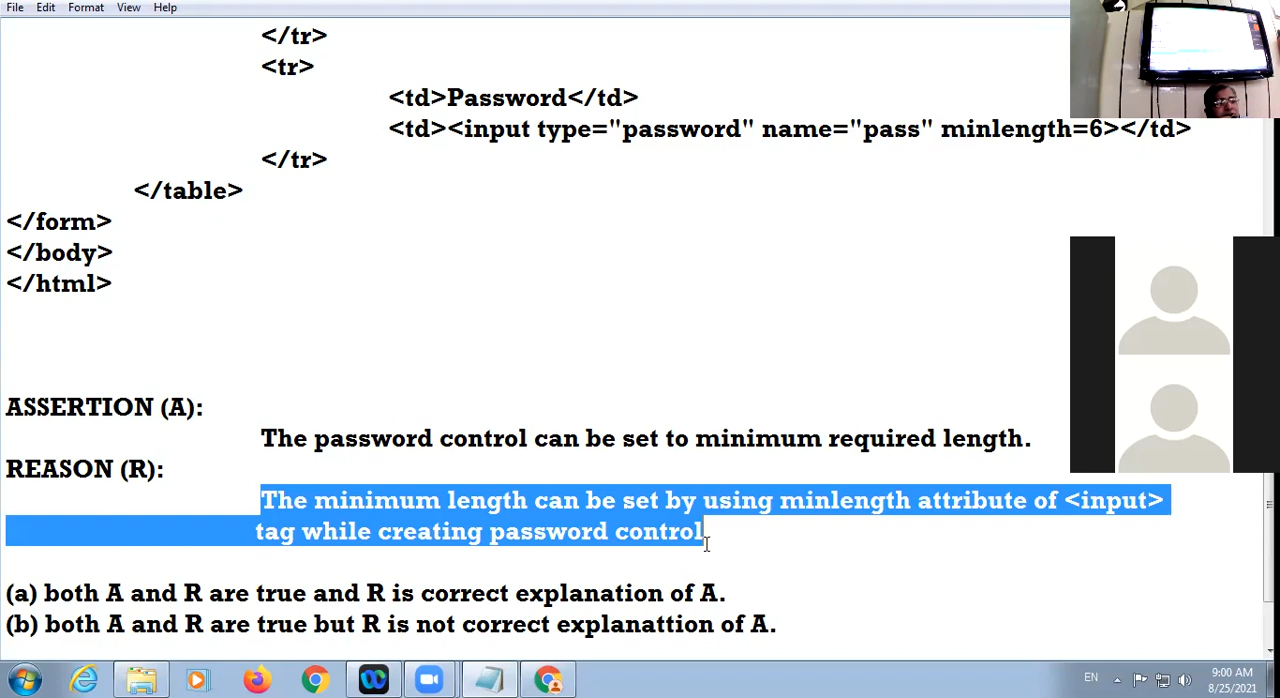 File Edit Format View Help
</tr>
<tr>
<td>Password</td>
<td><input type="password" name="pass" minlength=6></td>
</tr>
</table>
</form>
</body>
</html>
ASSERTION (A):
The password control can be set to minimum required length.
REASON (R):
The minimum length can be set by using minlength attribute of <input>
tag while creating password control
(a) both A and R are true and R is correct explanation of A.
(b) both A and R are true but R is not correct explanattion of A.
EN
9:00 AM
8/25/2021